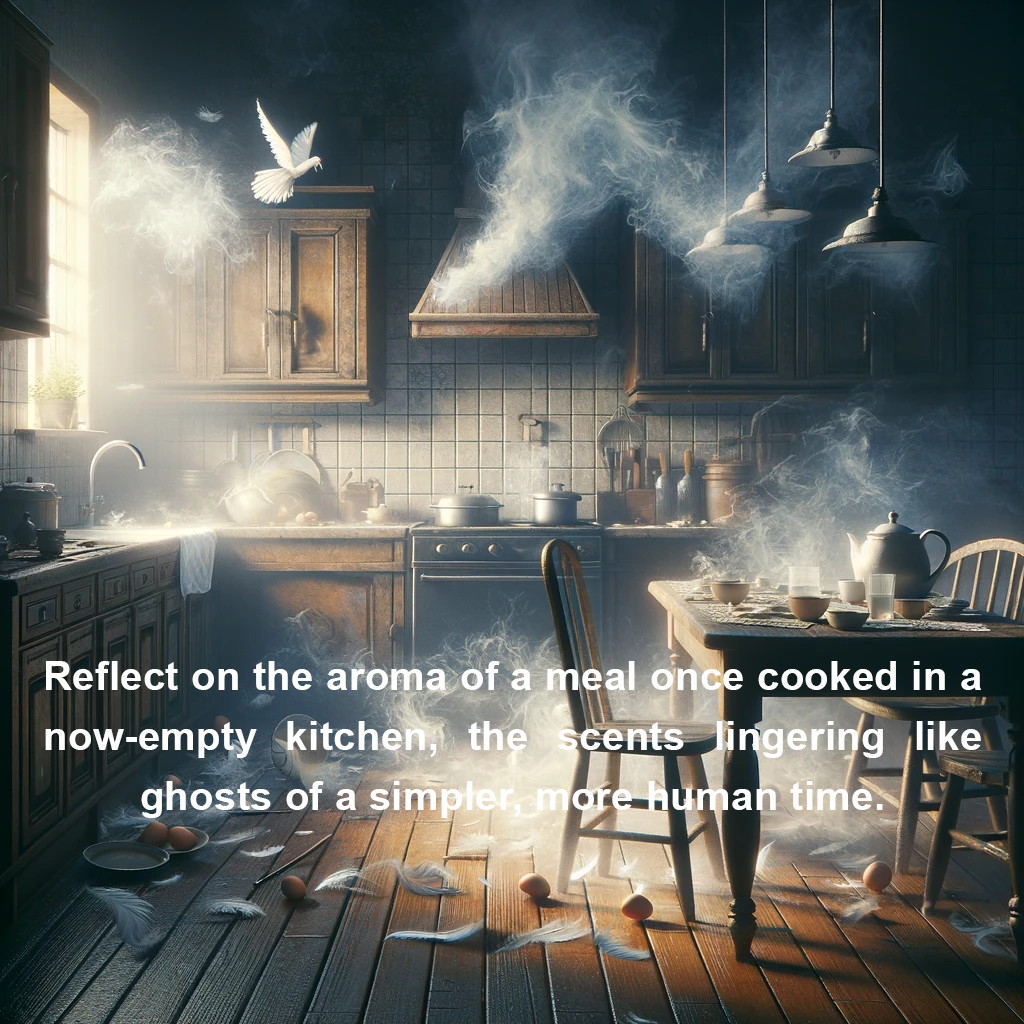 Reflect on the aroma of a meal once cooked in a
now-empty kitchen, the scents lingering like
ghosts of a simpler, more human time.